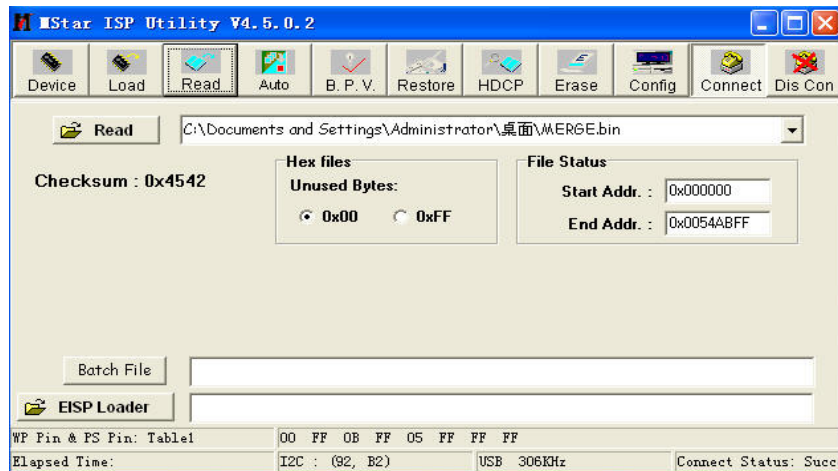 MStar ISP Utility V4.5.0.2
Device Load Read Auto B.P.V. Restore HDCP Erase Config Connect Dis Con
Read C:\Documents and Settings\Administrator\桌面\MERGE.bin
Checksum : 0x4542
Hex files
Unused Bytes:
0x00 0xFF
File Status
Start Addr. : 0x000000
End Addr. : 0x0054ABFF
Batch File
EISP Loader
WP Pin & PS Pin: Table1 00 FF 0B FF 05 FF FF FF
Elapsed Time: I2C : (92, B2) USB 306KHz Connect Status: Succ